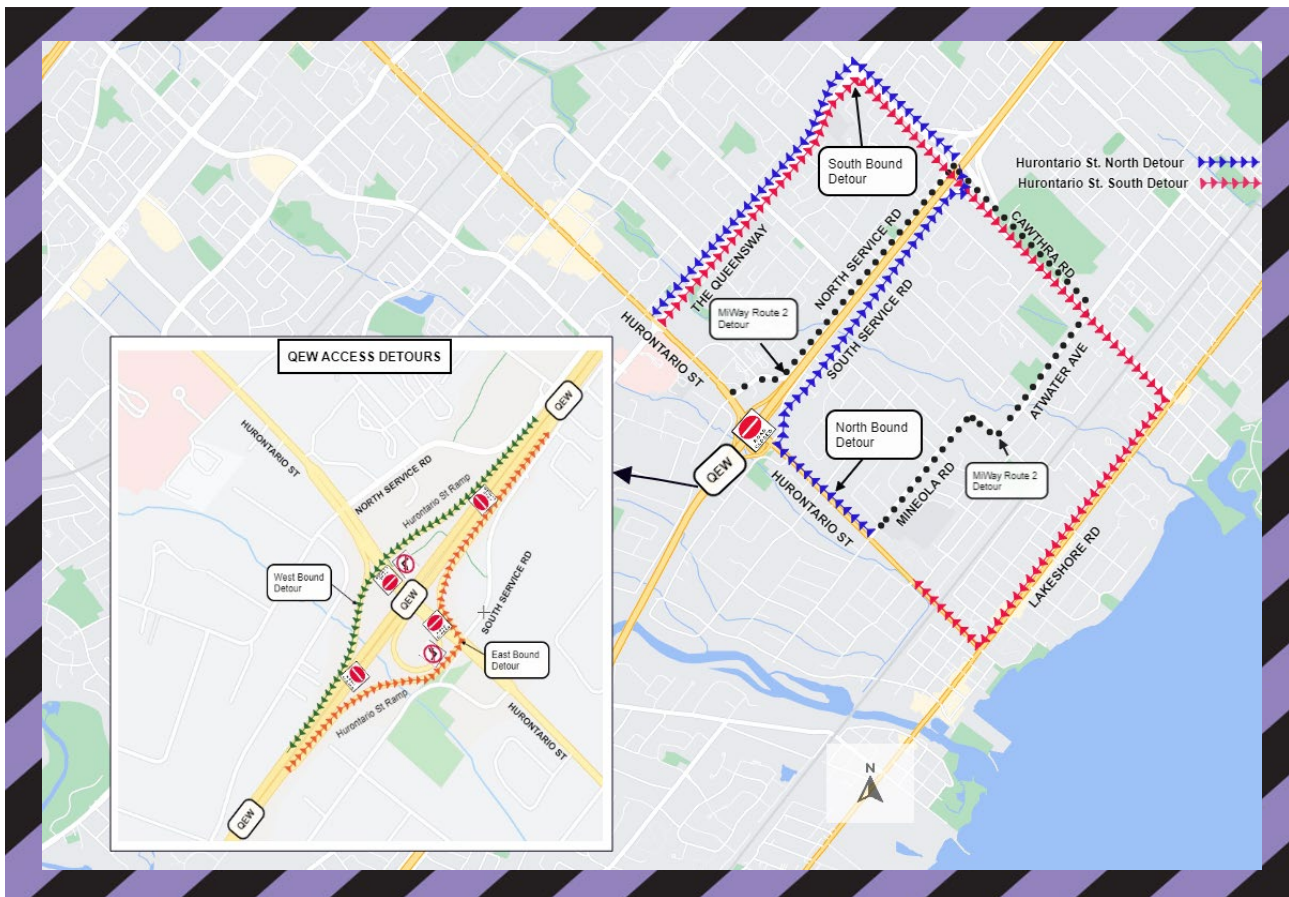 South Bound
Detour
Hurontario St. North Detour
Hurontario St. South Detour
CAWTHRA RD
NORTH SERVICE RD
THE QUEENSWAY
MiWay Route 2
Detour
SOUTH SERVICE RD
HURONTARIO ST
ATWATER AVE
North Bound
Detour
QEW
MiWay Route 2
Detour
MINEOLA RD
HURONTARIO ST
LAKESHORE RD
N
QEW ACCESS DETOURS
QEW
HURONTARIO ST
NORTH SERVICE RD
Hurontario St Ramp
West Bound
Detour
QEW
SOUTH SERVICE RD
East Bound
Detour
Hurontario St Ramp
HURONTARIO ST
QEW